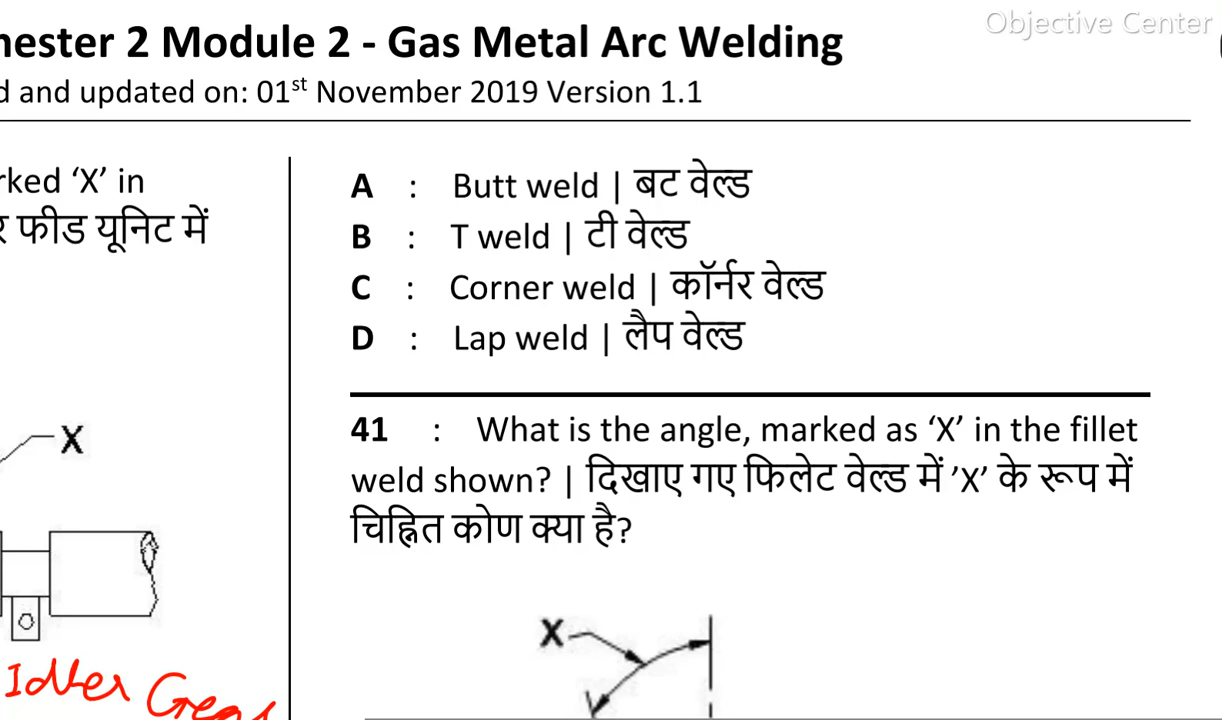 Objective Center
ester 2 Module 2 - Gas Metal Arc Welding
and updated on: 01st November 2019 Version 1.1
ked ‘X’ in
फीड यूनिट में
X
Idler Gear
A : Butt weld | बट वेल्ड
B : T weld | टी वेल्ड
C : Corner weld | कॉर्नर वेल्ड
D : Lap weld | लैप वेल्ड
41 : What is the angle, marked as ‘X’ in the fillet
weld shown? | दिखाए गए फिलेट वेल्ड में ’X’ के रूप में
चिह्नित कोण क्या है?
X